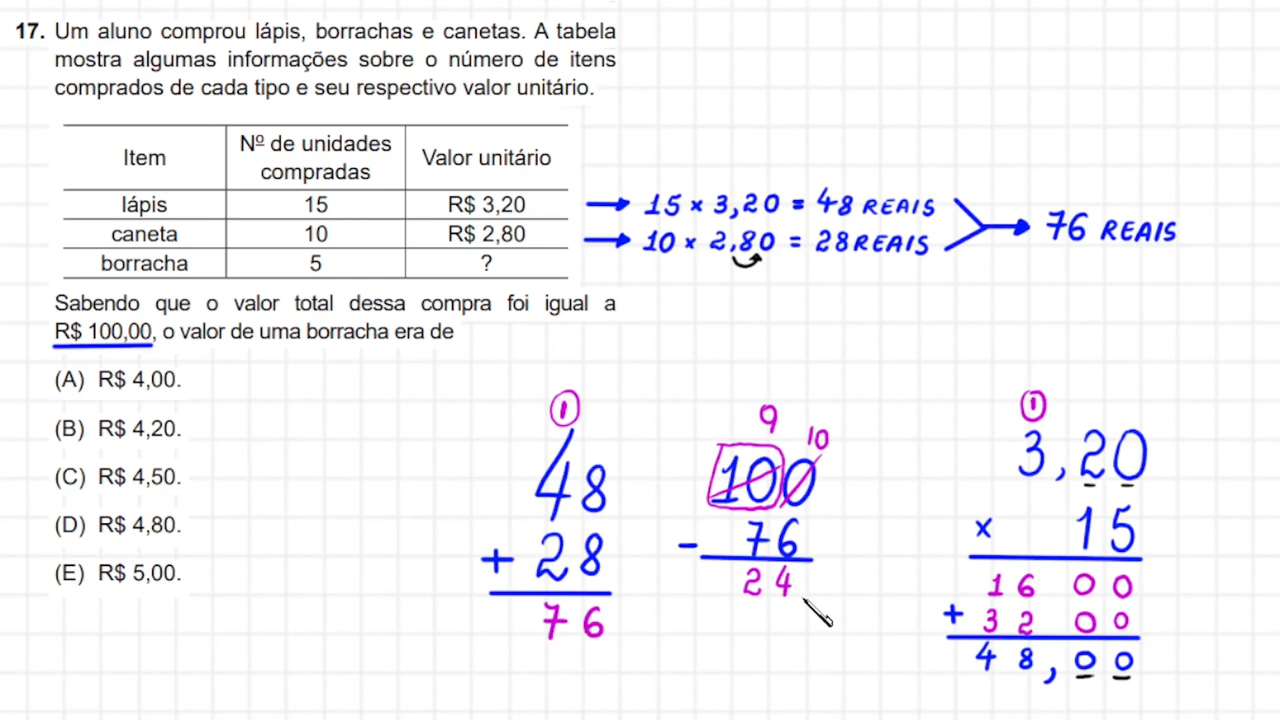 17. Um aluno comprou lápis, borrachas e canetas. A tabela
mostra algumas informações sobre o número de itens
comprados de cada tipo e seu respectivo valor unitário.
Item Nº de unidades compradas Valor unitário
lápis 15 R$ 3,20 → 15 × 3,20 = 48 REAIS
caneta 10 R$ 2,80 → 10 × 2,80 = 28 REAIS
→ 76 REAIS
borracha 5 ?
Sabendo que o valor total dessa compra foi igual a
R$ 100,00, o valor de uma borracha era de
(A) R$ 4,00.
(B) R$ 4,20.
(C) R$ 4,50.
(D) R$ 4,80.
(E) R$ 5,00.
1
48
+ 28
76
9 10
100
- 76
24
1
3,20
× 15
1600
+ 3200
48,00